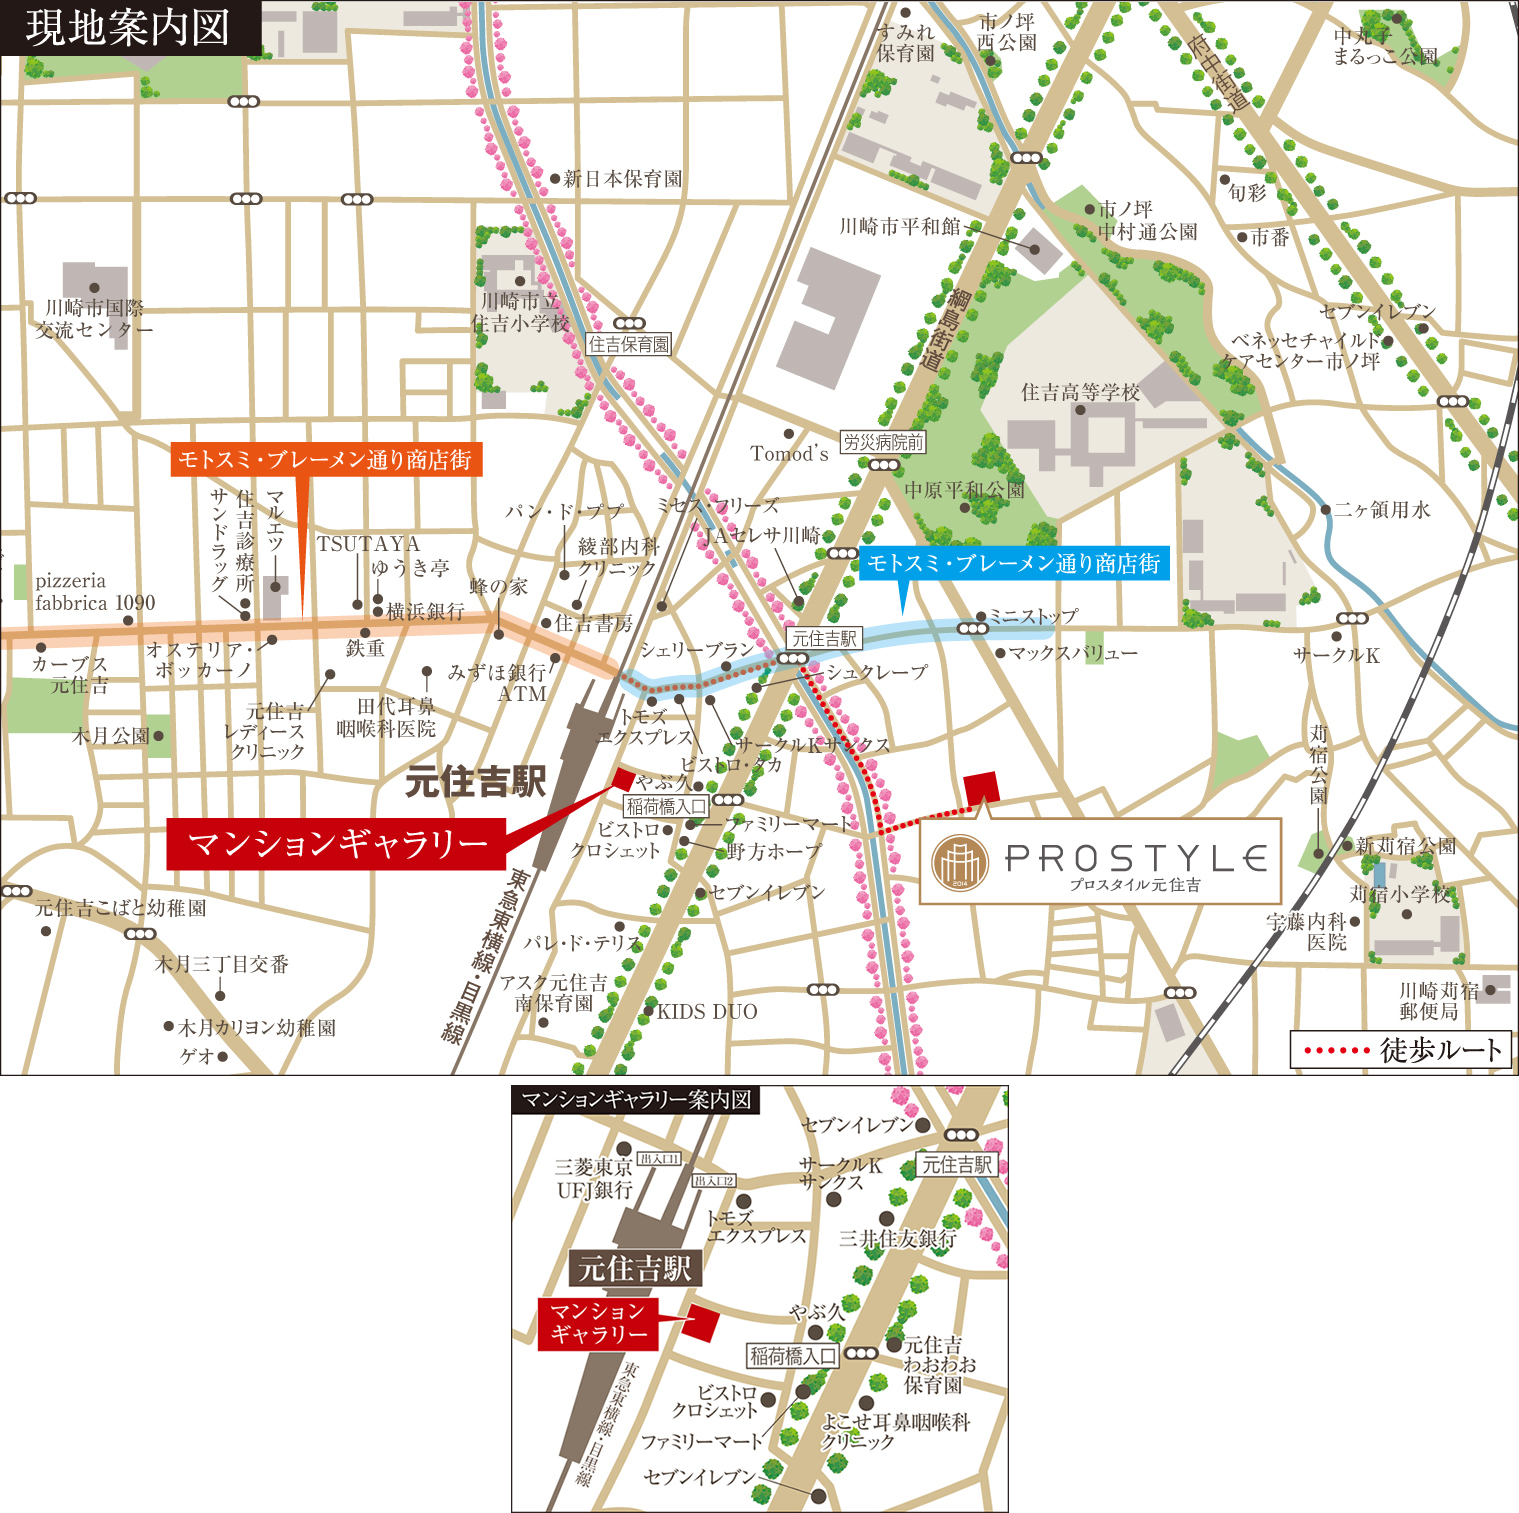 現地案内図
すみれ
保育園
市ノ坪
西公園
府中街道
中丸子
まるっこ公園
新日本保育園
旬彩
川崎市平和館
市ノ坪
中村通公園
市番
川崎市国際
交流センター
川崎市立
住吉小学校
住吉保育園
綱島街道
セブンイレブン
ベネッセチャイルド
ケアセンター市ノ坪
住吉高等学校
Tomod's
労災病院前
モトスミ・ブレーメン通り商店街
中原平和公園
二ヶ領用水
サンドラッグ
住吉診療所
マルエツ
TSUTAYA
ゆうき亭
横浜銀行
パン・ド・ププ
綾部内科
クリニック
ミセス・フリーズ
JAセレサ川崎
モトスミ・ブレーメン通り商店街
pizzeria
fabbrica 1090
蜂の家
住吉書房
元住吉駅
ミニストップ
マックスバリュー
サークルK
カーブス
元住吉
オステリア・
ボッカーノ
鉄重
みずほ銀行
ATM
シェリーブラン
シュクレープ
木月公園
元住吉
レディース
クリニック
田代耳鼻
咽喉科医院
トモズ
エクスプレス
サークルKサンクス
ビストロ・タカ
苅宿公園
元住吉駅
やぶ久
稲荷橋入口
マンションギャラリー
ビストロ
クロシェット
ファミリーマート
野方ホープ
PROSTYLE
プロスタイル元住吉
2014
新苅宿公園
苅宿小学校
東急東横線・目黒線
セブンイレブン
元住吉こばと幼稚園
宇藤内科
医院
パレ・ド・テリス
木月三丁目交番
アスク元住吉
南保育園
KIDS DUO
川崎苅宿
郵便局
木月カリヨン幼稚園
ゲオ
徒歩ルート
マンションギャラリー案内図
セブンイレブン
三菱東京
UFJ銀行
出入口1
出入口2
サークルK
サンクス
元住吉駅
トモズ
エクスプレス
三井住友銀行
元住吉駅
マンション
ギャラリー
やぶ久
稲荷橋入口
元住吉
わおわお
保育園
東急東横線・目黒線
ビストロ
クロシェット
よこせ耳鼻咽喉科
クリニック
ファミリーマート
セブンイレブン